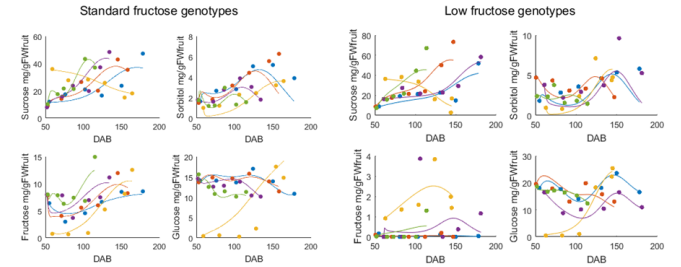 Standard fructose genotypes
Low fructose genotypes
Sucrose mg/gFWfruit
60
40
20
0
50 100 150 200
DAB
Sorbitol mg/gFWfruit
8
6
4
2
0
50 100 150 200
DAB
Sucrose mg/gFWfruit
80
60
40
20
0
50 100 150 200
DAB
Sorbitol mg/gFWfruit
10
5
0
50 100 150 200
DAB
Fructose mg/gFWfruit
15
10
5
0
50 100 150 200
DAB
Glucose mg/gFWfruit
20
15
10
5
0
50 100 150 200
DAB
Fructose mg/gFWfruit
4
3
2
1
0
50 100 150 200
DAB
Glucose mg/gFWfruit
30
20
10
0
50 100 150 200
DAB